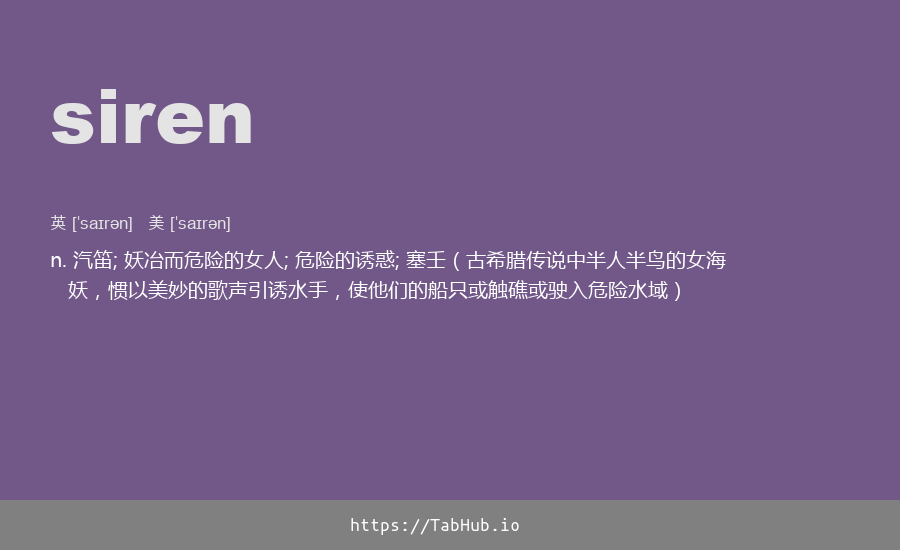 siren
英 [ˈsaɪrən] 美 [ˈsaɪrən]
n. 汽笛; 妖冶而危险的女人; 危险的诱惑; 塞壬 ( 古希腊传说中半人半鸟的女海
妖，惯以美妙的歌声引诱水手，使他们的船只或触礁或驶入危险水域 )
https://TabHub.io